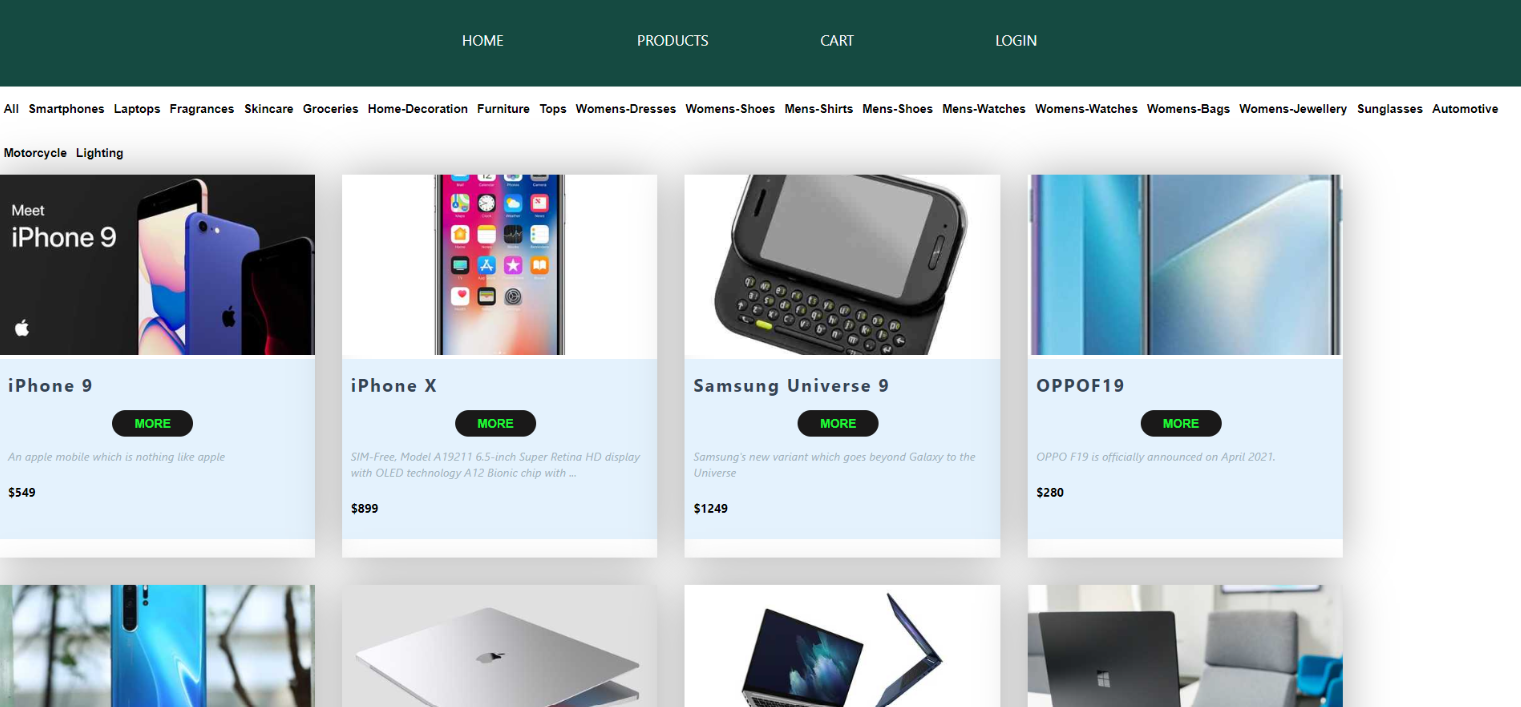 HOME PRODUCTS CART LOGIN
All Smartphones Laptops Fragrances Skincare Groceries Home-Decoration Furniture Tops Womens-Dresses Womens-Shoes Mens-Shirts Mens-Shoes Mens-Watches Womens-Watches Womens-Bags Womens-Jewellery Sunglasses Automotive
Motorcycle Lighting
Meet
iPhone 9
iPhone 9
MORE
An apple mobile which is nothing like apple
$549
iPhone X
MORE
SIM-Free, Model A19211 6.5-inch Super Retina HD display
with OLED technology A12 Bionic chip with ...
$899
Samsung Universe 9
MORE
Samsung's new variant which goes beyond Galaxy to the
Universe
$1249
OPPOF19
MORE
OPPO F19 is officially announced on April 2021.
$280